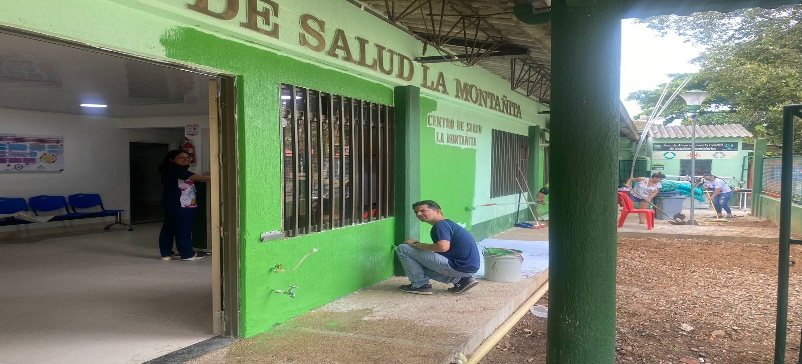 DE SALUD LA MONTAÑITA
CENTRO DE SALUD
LA MONTAÑITA